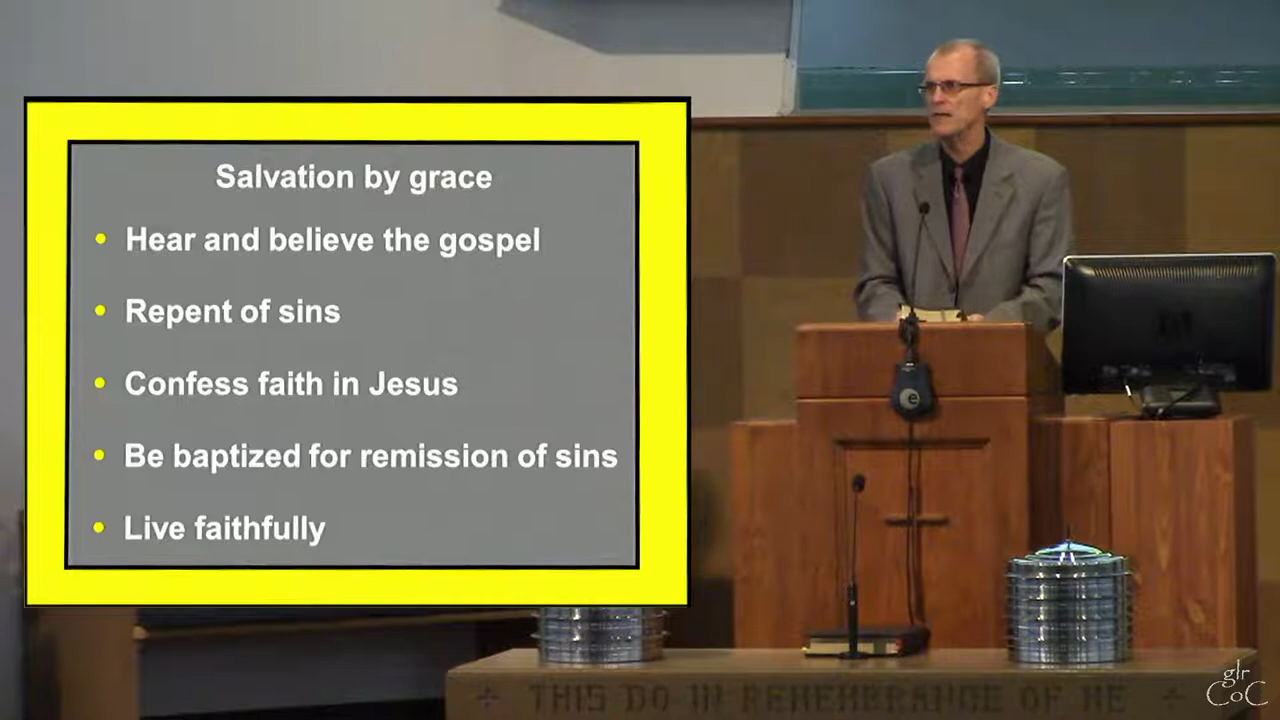 Salvation by grace
• Hear and believe the gospel
• Repent of sins
• Confess faith in Jesus
• Be baptized for remission of sins
• Live faithfully
e
THIS DO IN REMEMBRANCE OF ME
glr
CoC